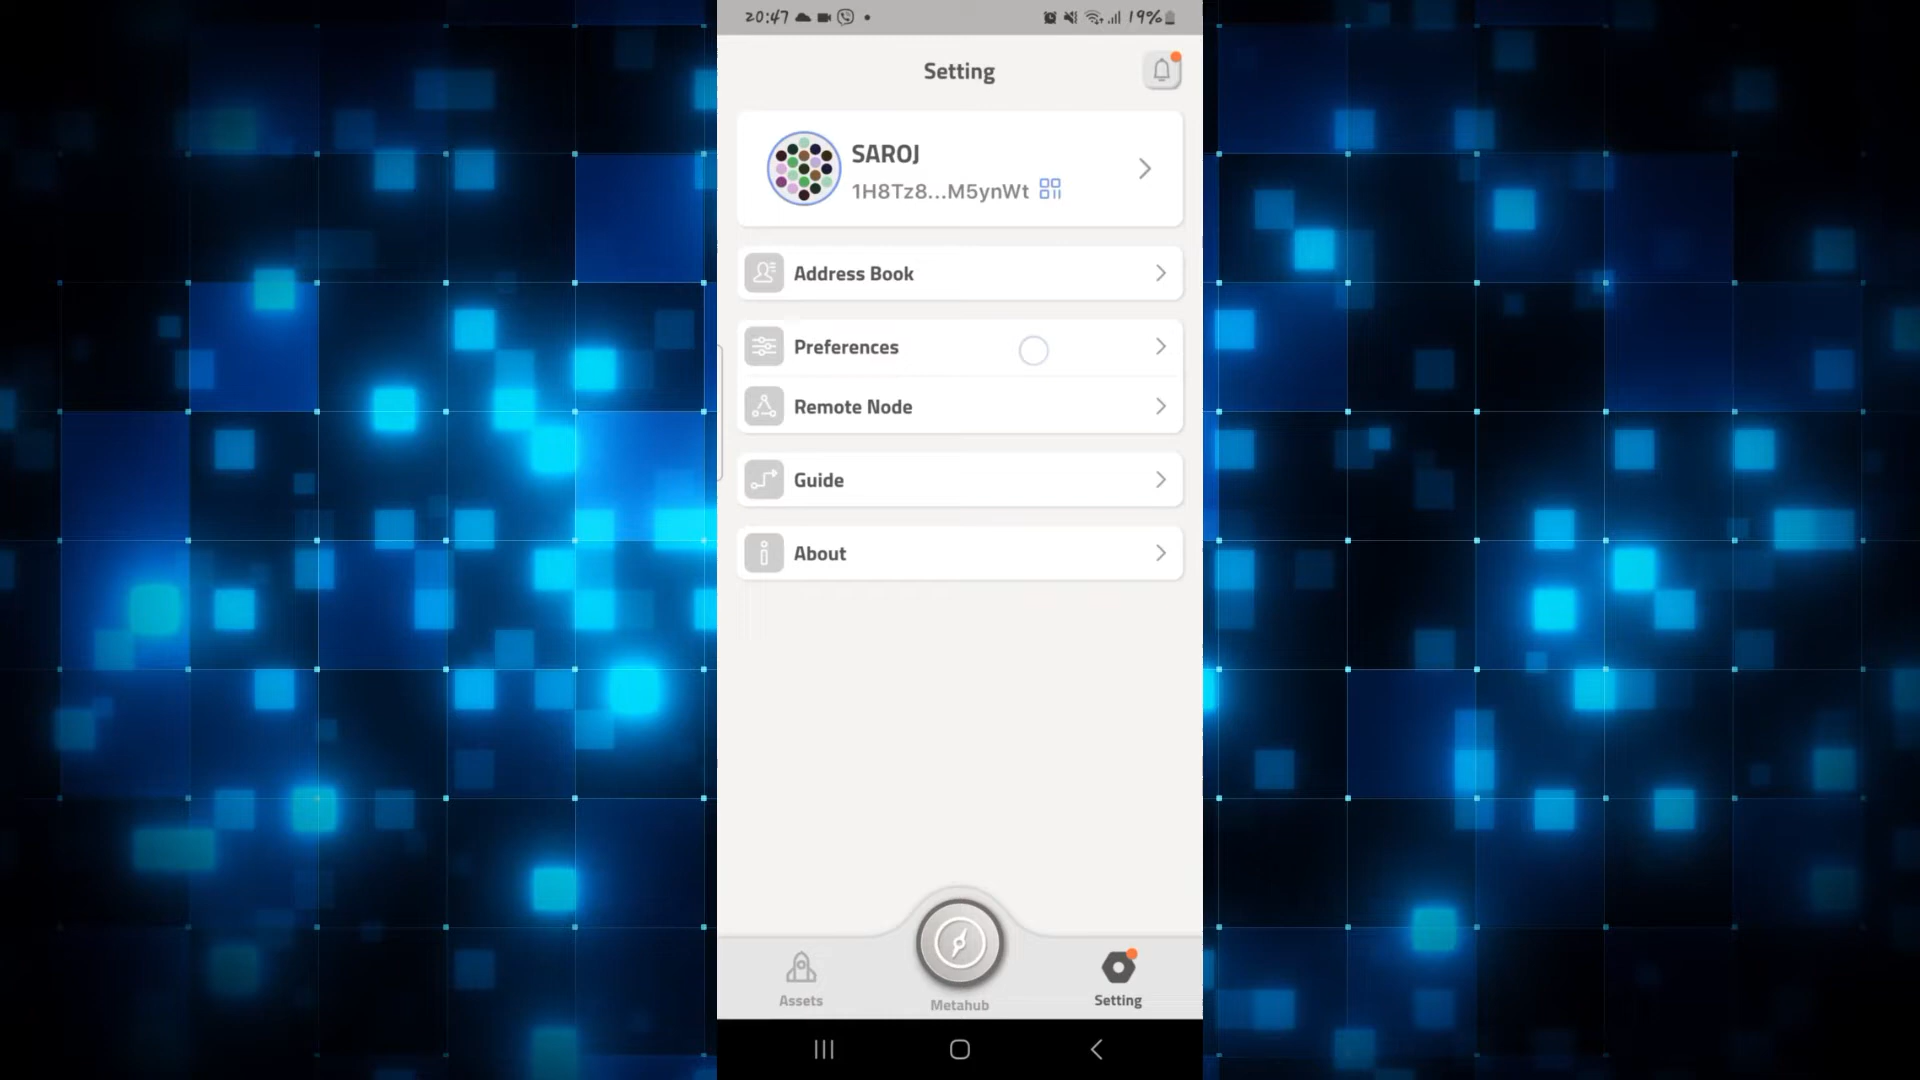 20:47 19%
Setting
SAROJ
1H8Tz8...M5ynWt
Address Book
Preferences
Remote Node
Guide
About
Assets
Metahub
Setting